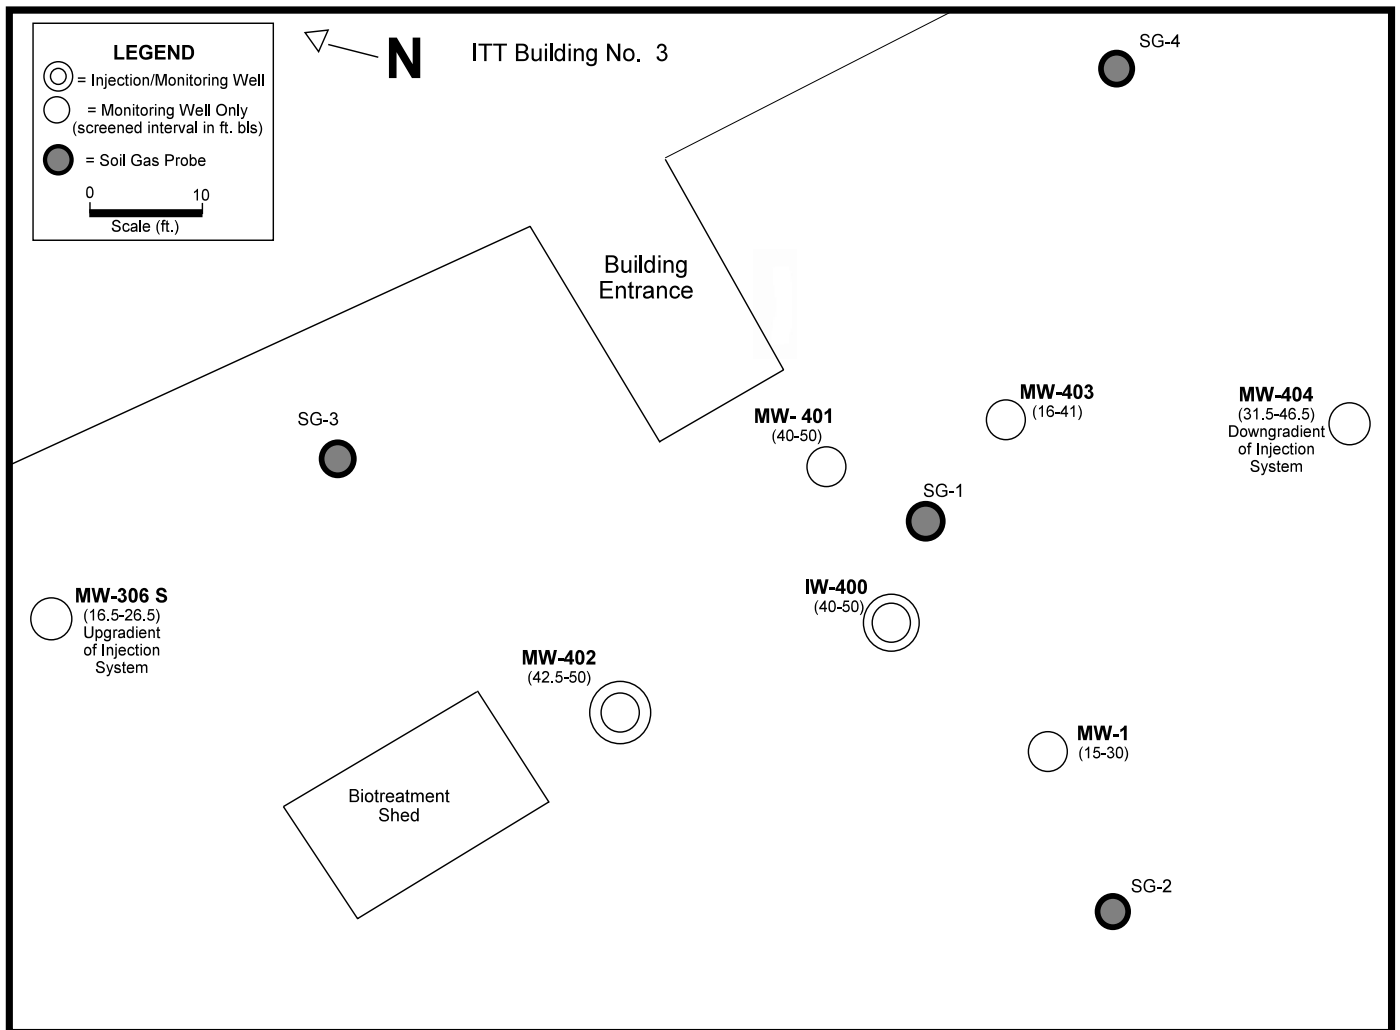 LEGEND
= Injection/Monitoring Well
= Monitoring Well Only
(screened interval in ft. bls)
= Soil Gas Probe
0 10
Scale (ft.)
N
ITT Building No. 3
SG-4
Building
Entrance
SG-3
MW- 401
(40-50)
MW-403
(16-41)
MW-404
(31.5-46.5)
Downgradient
of Injection
System
SG-1
MW-306 S
(16.5-26.5)
Upgradient
of Injection
System
IW-400
(40-50)
MW-402
(42.5-50)
MW-1
(15-30)
Biotreatment
Shed
SG-2